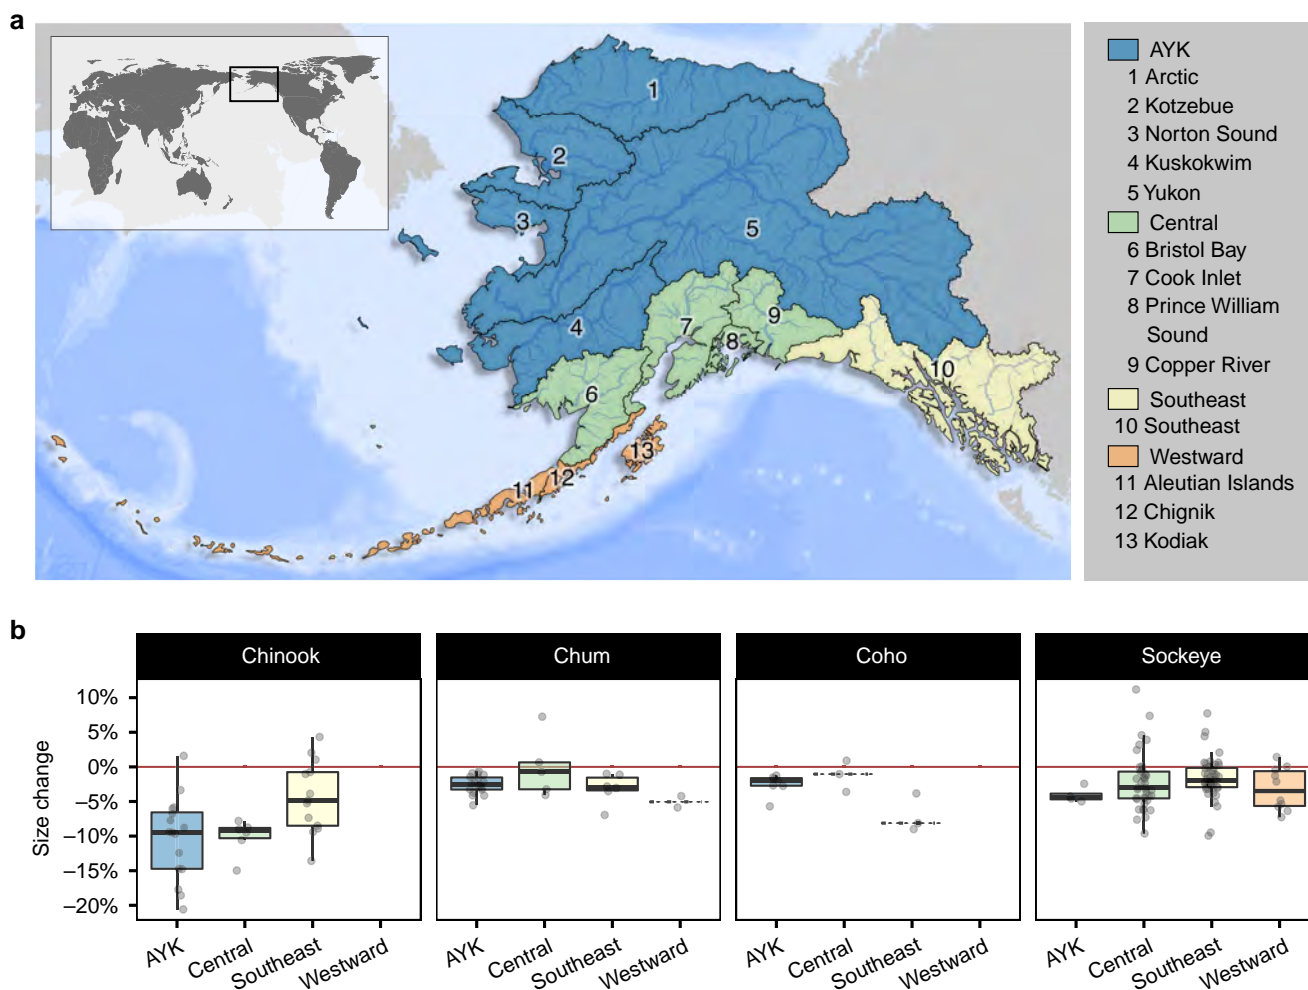 a
1
2
3
4
5
6
7
8
9
10
11
12
13
AYK
1 Arctic
2 Kotzebue
3 Norton Sound
4 Kuskokwim
5 Yukon
Central
6 Bristol Bay
7 Cook Inlet
8 Prince William
Sound
9 Copper River
Southeast
10 Southeast
Westward
11 Aleutian Islands
12 Chignik
13 Kodiak
b
Chinook
Chum
Coho
Sockeye
Size change
10%
5%
0%
−5%
−10%
−15%
−20%
AYK
Central
Southeast
Westward
AYK
Central
Southeast
Westward
AYK
Central
Southeast
Westward
AYK
Central
Southeast
Westward